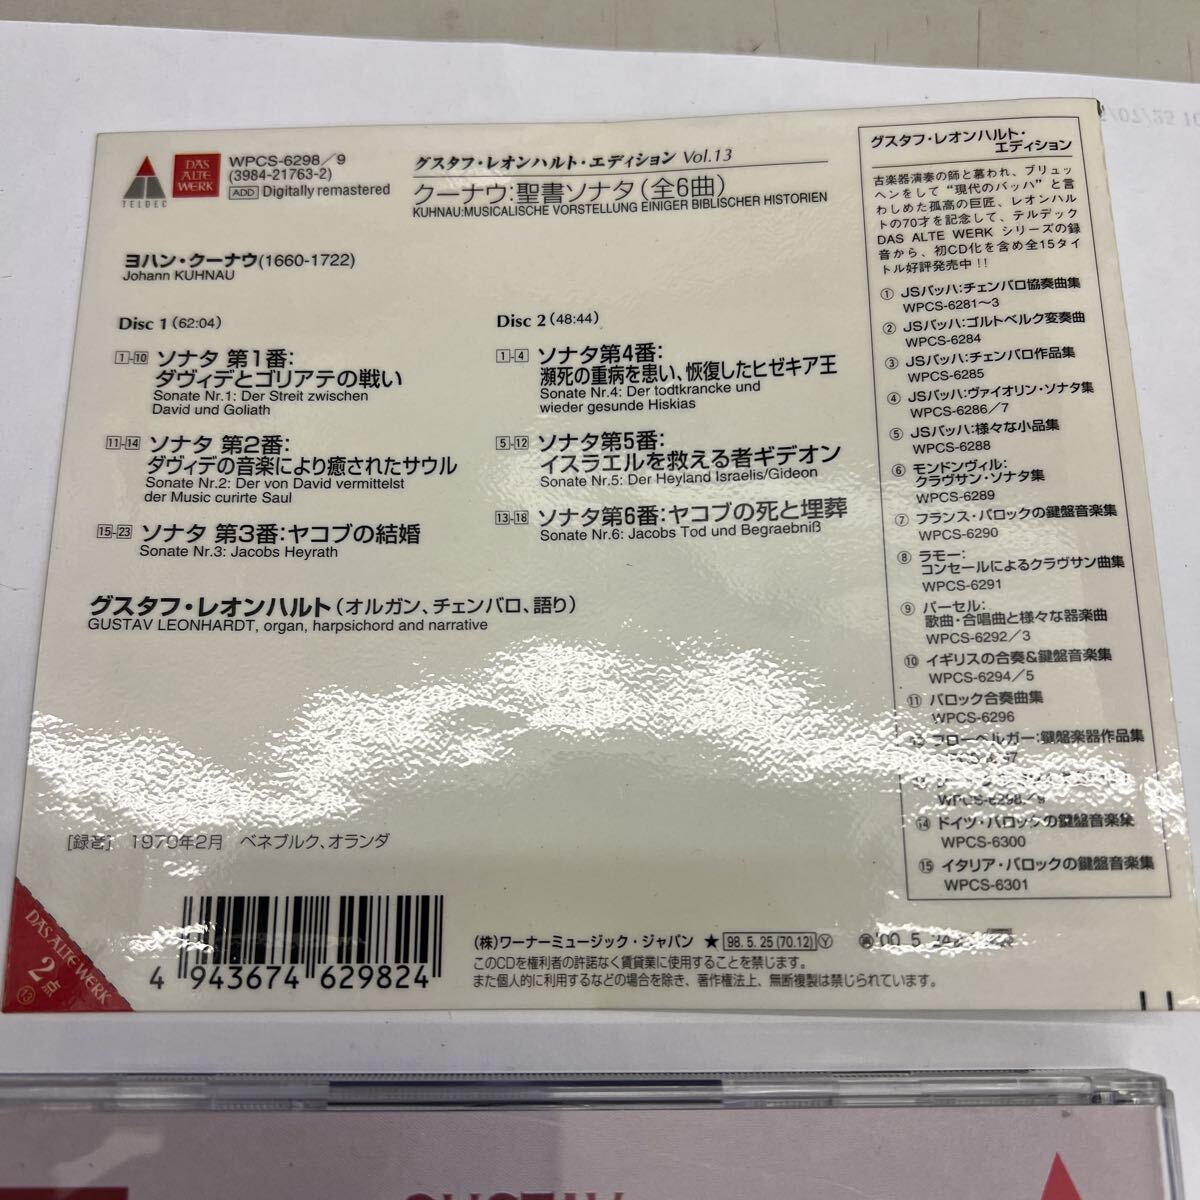 TELDEC
DAS
ALTE
WERK
WPCS-6298/9
(3984-21763-2)
ADD Digitally remastered
グスタフ・レオンハルト・エディション Vol.13
クーナウ:聖書ソナタ(全6曲)
KUHNAU:MUSICALISCHE VORSTELLUNG EINIGER BIBLISCHER HISTORIEN
ヨハン・クーナウ(1660-1722)
Johann KUHNAU
Disc 1 (62:04)
1-10 ソナタ 第1番:
ダヴィデとゴリアテの戦い
Sonate Nr.1: Der Streit zwischen
David und Goliath
11-14 ソナタ 第2番:
ダヴィデの音楽により癒されたサウル
Sonate Nr.2: Der von David vermittelst
der Music curirte Saul
15-23 ソナタ 第3番:ヤコブの結婚
Sonate Nr.3: Jacobs Heyrath
Disc 2 (48:44)
1-4 ソナタ第4番:
瀕死の重病を患い、恢復したヒゼキア王
Sonate Nr.4: Der todtkrancke und
wieder gesunde Hiskias
5-12 ソナタ第5番:
イスラエルを救える者ギデオン
Sonate Nr.5: Der Heyland Israelis/Gideon
13-18 ソナタ第6番:ヤコブの死と埋葬
Sonate Nr.6: Jacobs Tod und Begraebniß
グスタフ・レオンハルト(オルガン、チェンバロ、語り)
GUSTAV LEONHARDT, organ, harpsichord and narrative
[録音] 1970年2月 ベネブルク、オランダ
DAS ALTE WERK
2点
⑬
4 943674 629824
(株)ワーナーミュージック・ジャパン ★ 98.5.25(70.12) Ⓨ '00.5.
このCDを権利者の許諾なく賃貸業に使用することを禁じます。
また個人的に利用するなどの場合を除き、著作権法上、無断複製は禁じられています。
グスタフ・レオンハルト・
エディション
古楽器演奏の師と慕われ、ブリュッ
ヘンをして“現代のバッハ”と言
わしめた孤高の巨匠、レオンハル
トの70才を記念して、テルデック
DAS ALTE WERK シリーズの録
音から、初CD化を含め全15タイ
トル好評発売中!!
① JSバッハ:チェンバロ協奏曲集
WPCS-6281〜3
② JSバッハ:ゴルトベルク変奏曲
WPCS-6284
③ JSバッハ:チェンバロ作品集
WPCS-6285
④ JSバッハ:ヴァイオリン・ソナタ集
WPCS-6286/7
⑤ JSバッハ:様々な小品集
WPCS-6288
⑥ モンドンヴィル:
クラヴサン・ソナタ集
WPCS-6289
⑦ フランス・バロックの鍵盤音楽集
WPCS-6290
⑧ ラモー:
コンセールによるクラヴサン曲集
WPCS-6291
⑨ パーセル:
歌曲・合唱曲と様々な器楽曲
WPCS-6292/3
⑩ イギリスの合奏&鍵盤音楽集
WPCS-6294/5
⑪ バロック合奏曲集
WPCS-6296
フローベルガー:鍵盤楽器作品集
WPCS-6298/9
⑭ ドイツ・バロックの鍵盤音楽集
WPCS-6300
⑮ イタリア・バロックの鍵盤音楽集
WPCS-6301
GUSTAV